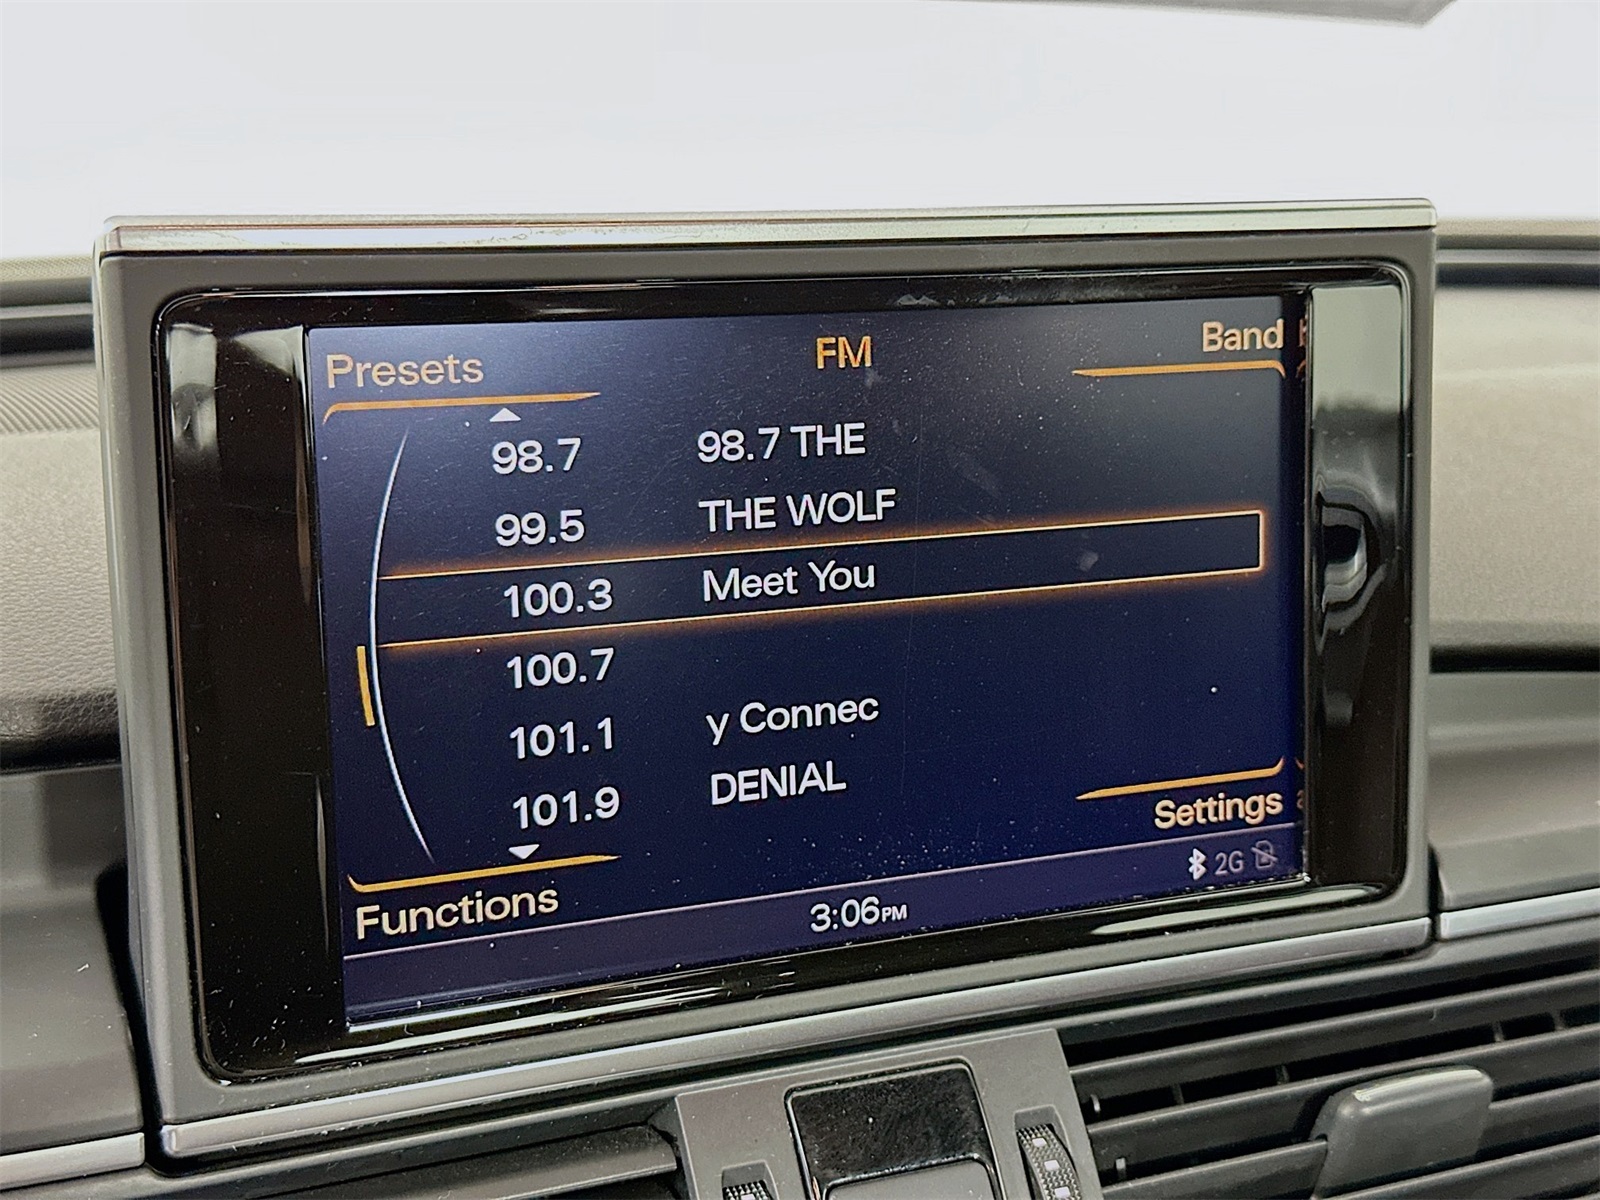 Presets
FM
Band
98.7 98.7 THE
99.5 THE WOLF
100.3 Meet You
100.7
101.1 y Connec
101.9 DENIAL
Settings
Functions
3:06PM
2G